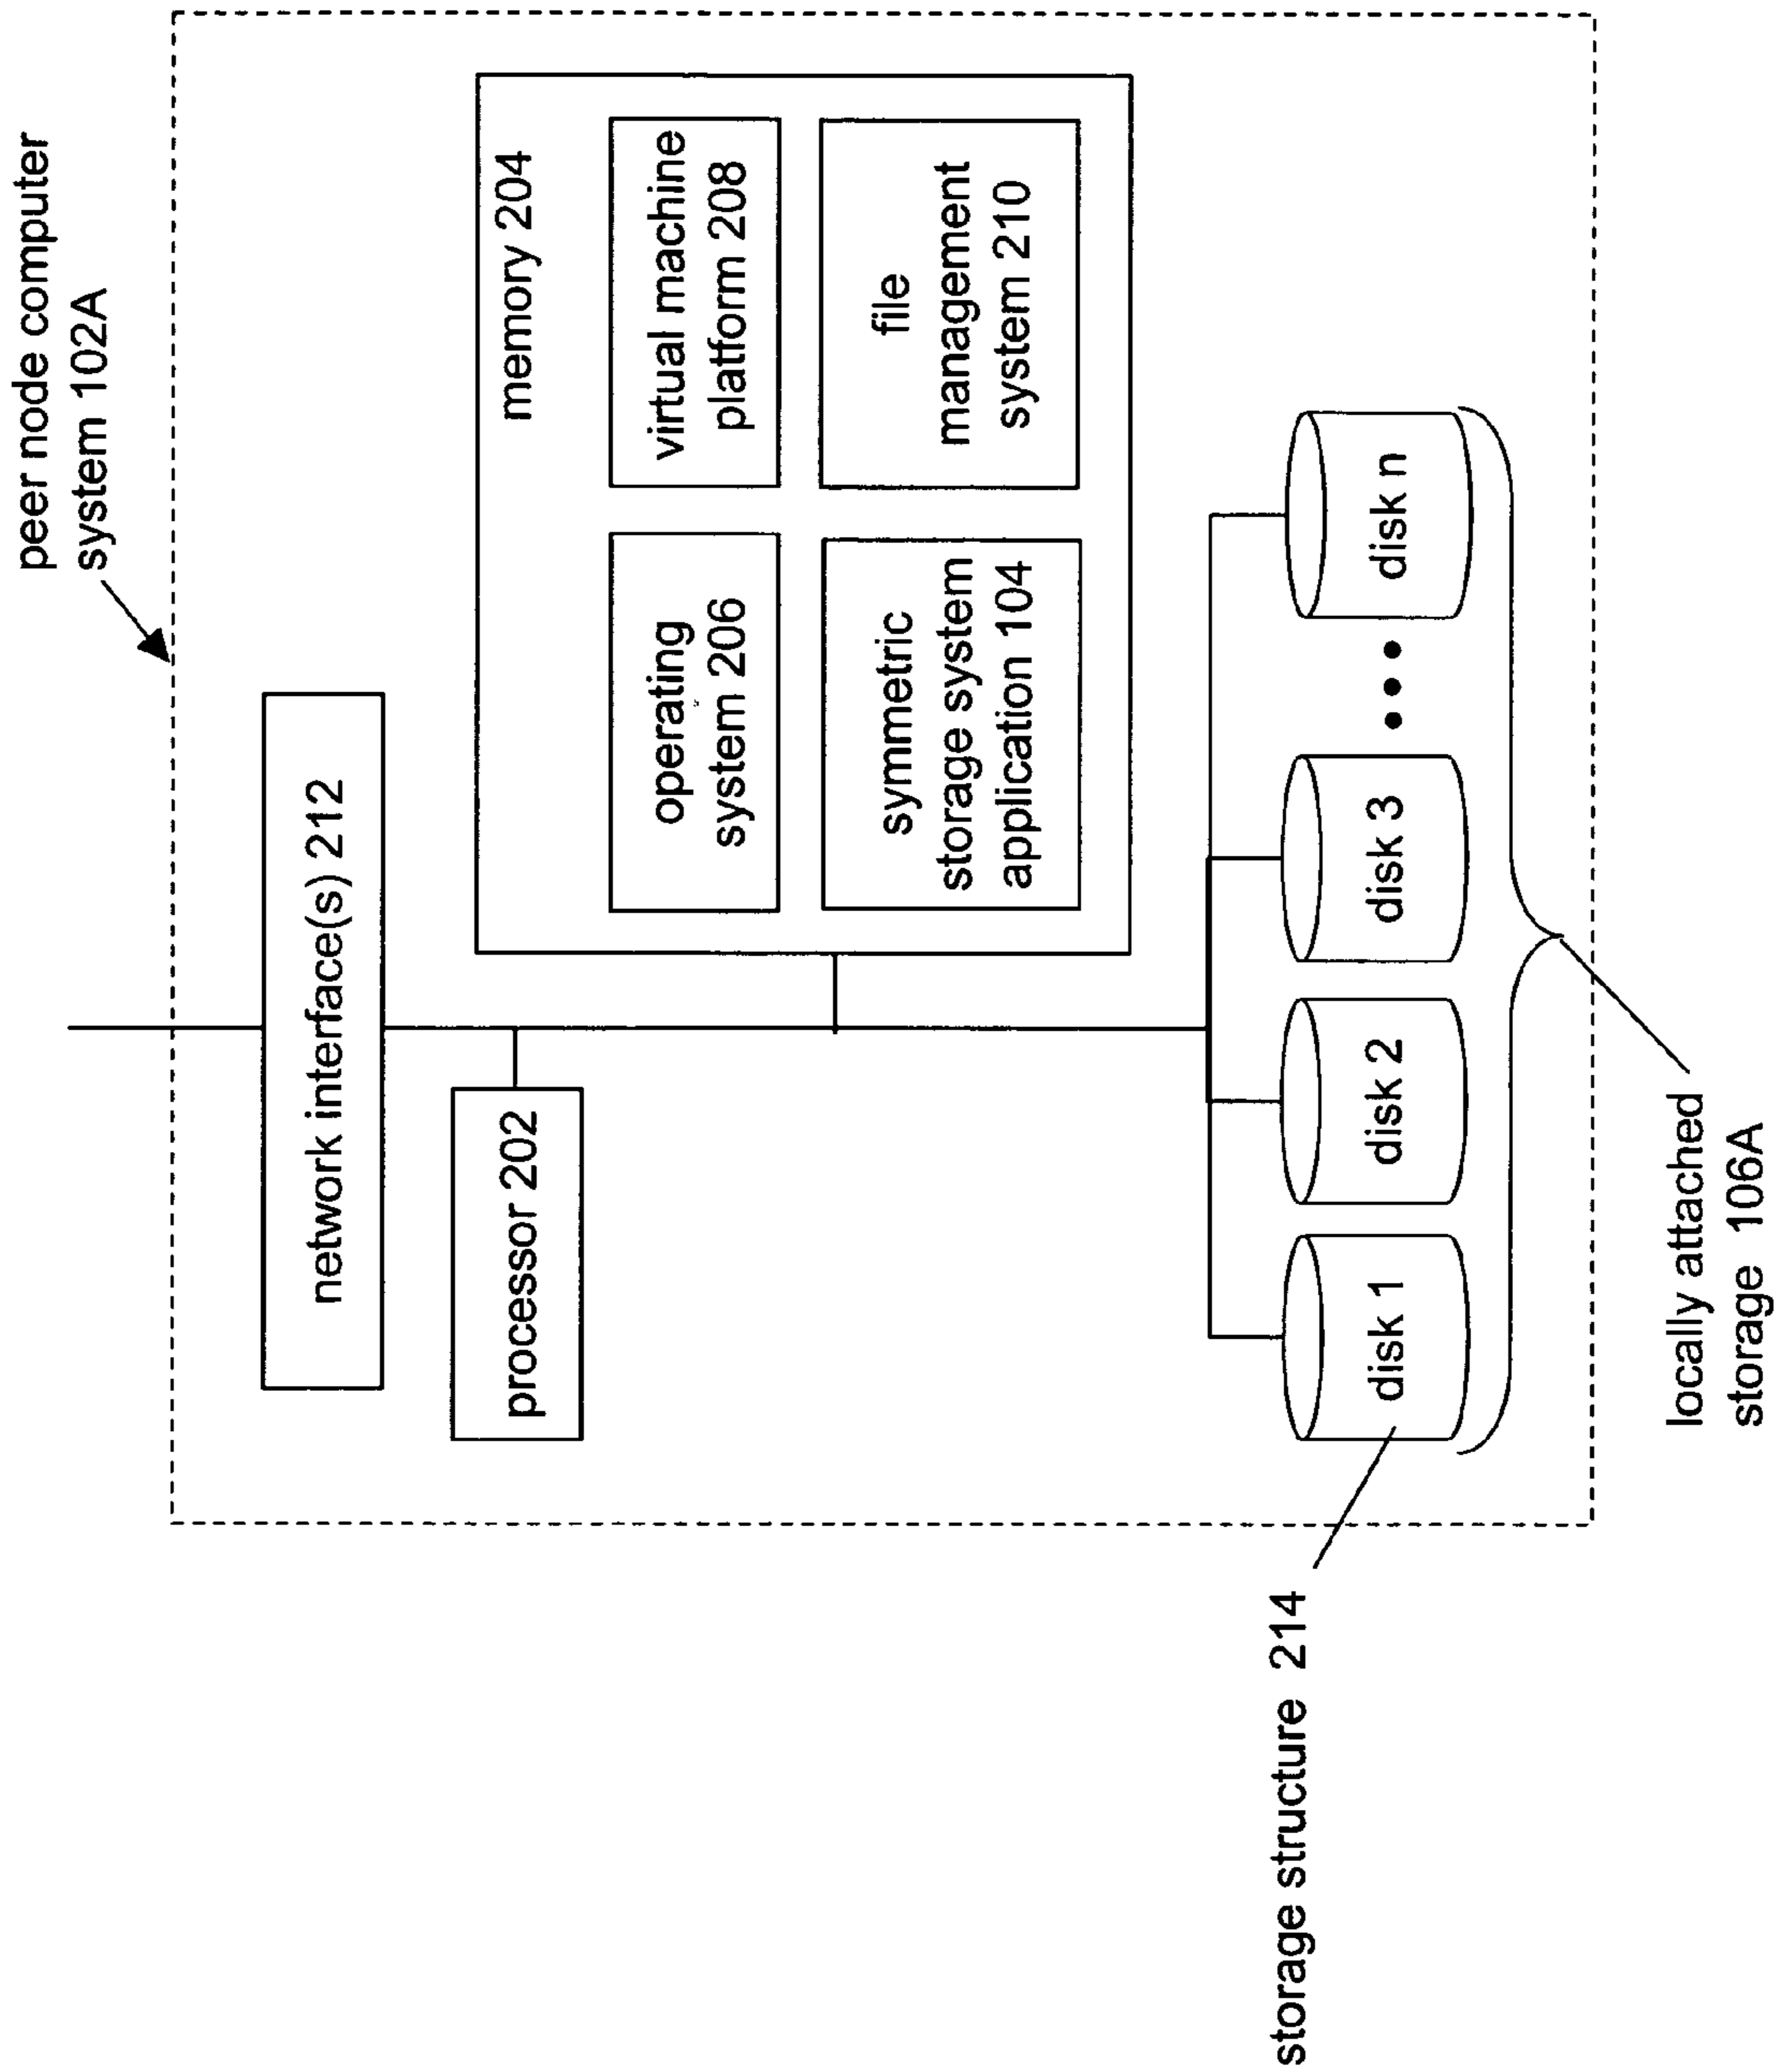 peer node computer
system 102A
network interface(s) 212
processor 202
memory 204
operating
system 206
virtual machine
platform 208
symmetric
storage system
application 104
file
management
system 210
disk 1
disk 2
disk 3
disk n
storage structure 214
locally attached
storage 106A